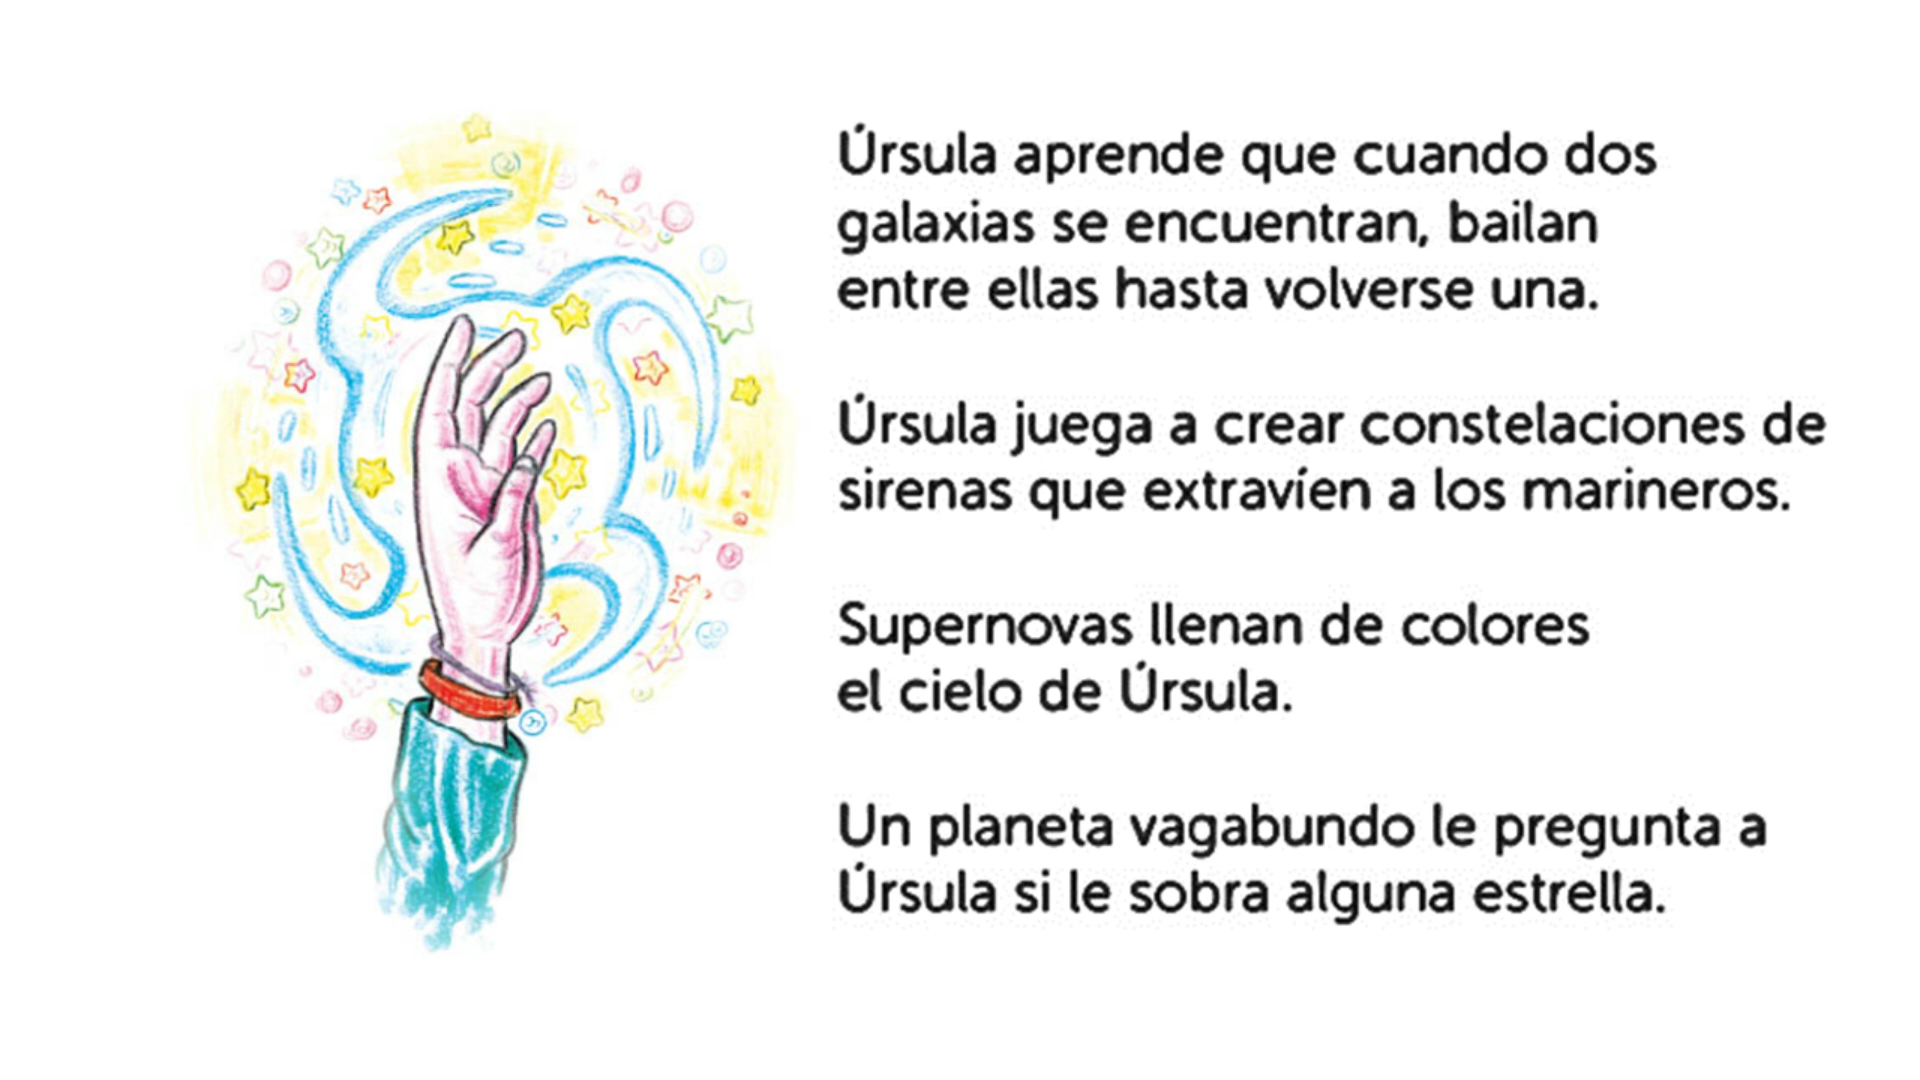 Úrsula aprende que cuando dos
galaxias se encuentran, bailan
entre ellas hasta volverse una.
Úrsula juega a crear constelaciones de
sirenas que extravíen a los marineros.
Supernovas llenan de colores
el cielo de Úrsula.
Un planeta vagabundo le pregunta a
Úrsula si le sobra alguna estrella.